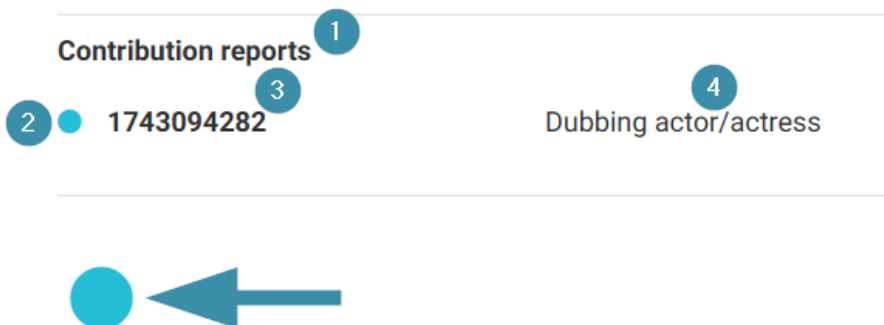 Contribution reports 1
2 1743094282 3 Dubbing actor/actress 4